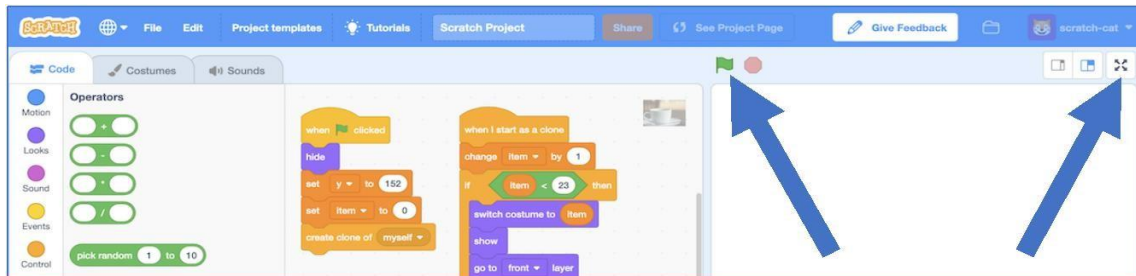 SCRATCH File Edit Project templates Tutorials Scratch Project Share See Project Page Give Feedback scratch-cat
Code Costumes Sounds
Motion
Looks
Sound
Events
Control
Operators
+
-
*
/
pick random 1 to 10
when clicked
hide
set y to 152
set item to 0
create clone of myself
when I start as a clone
change item by 1
if item < 23 then
switch costume to item
show
go to front layer